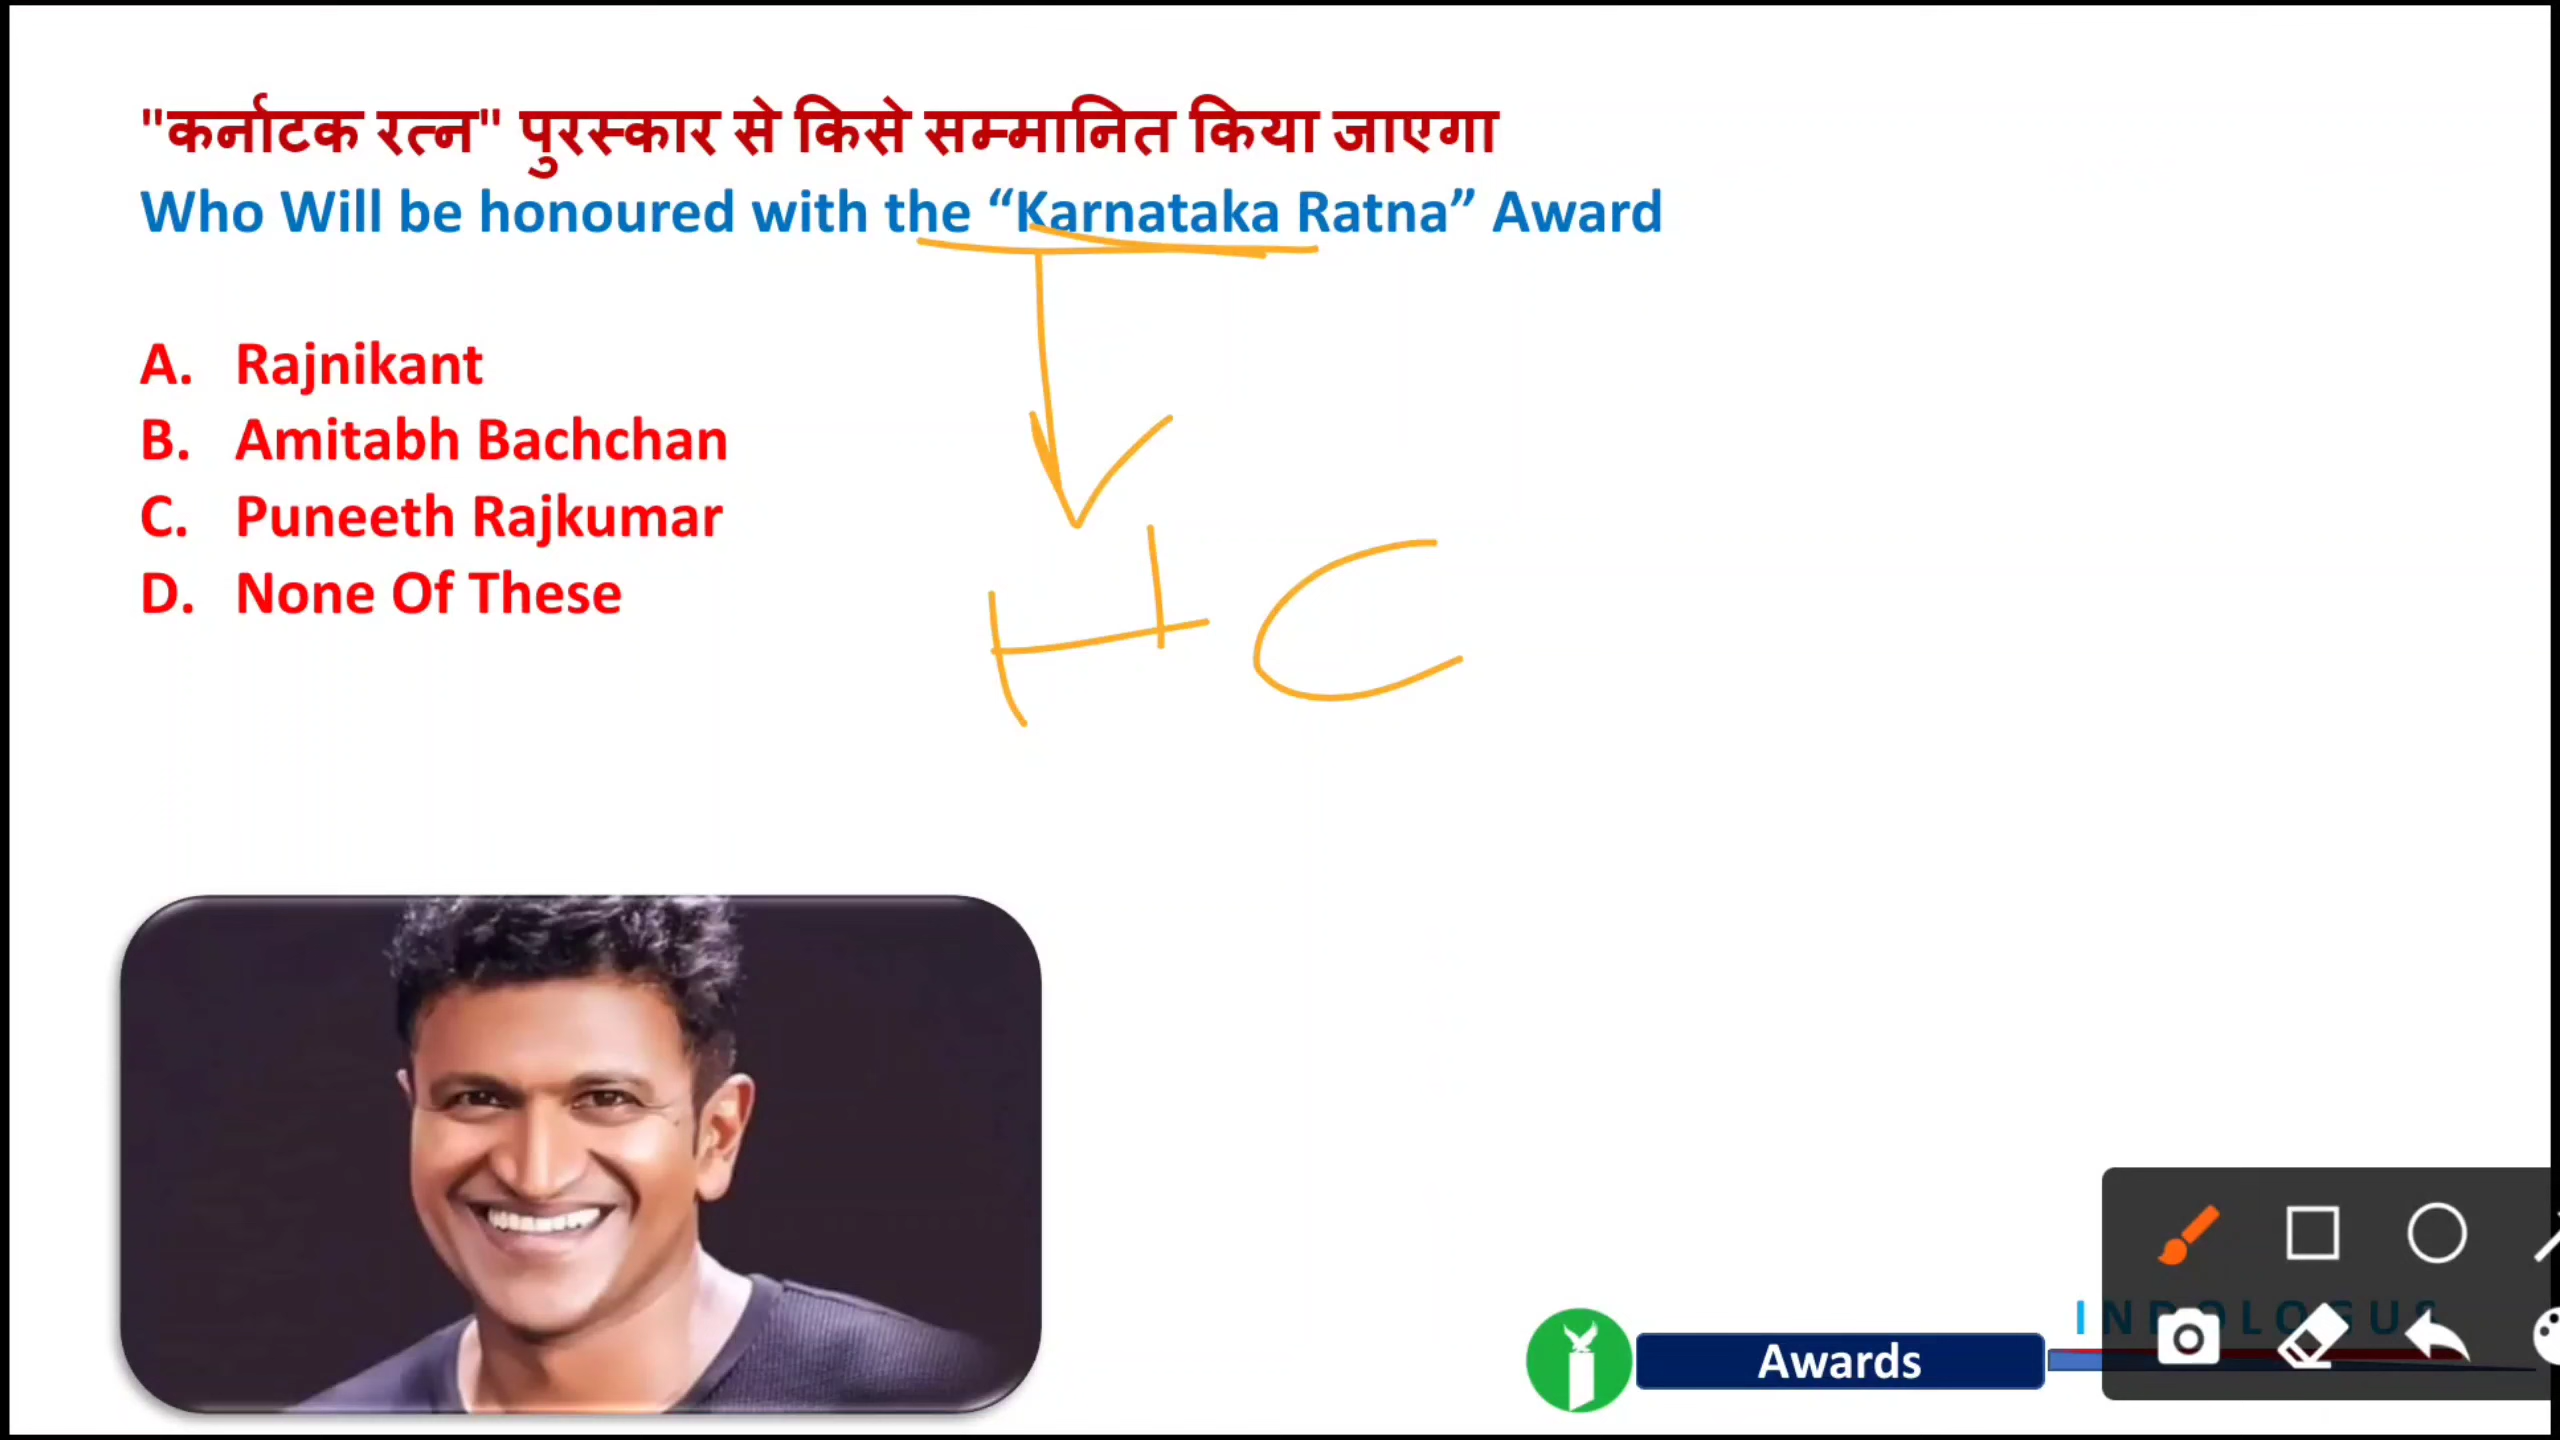 "कर्नाटक रत्न" पुरस्कार से किसे सम्मानित किया जाएगा
Who Will be honoured with the “Karnataka Ratna” Award
A. Rajnikant
B. Amitabh Bachchan
C. Puneeth Rajkumar
D. None Of These
HC
Awards